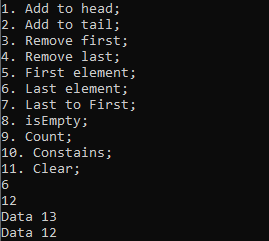 1. Add to head;
2. Add to tail;
3. Remove first;
4. Remove last;
5. First element;
6. Last element;
7. Last to First;
8. isEmpty;
9. Count;
10. Constains;
11. Clear;
6
12
Data 13
Data 12